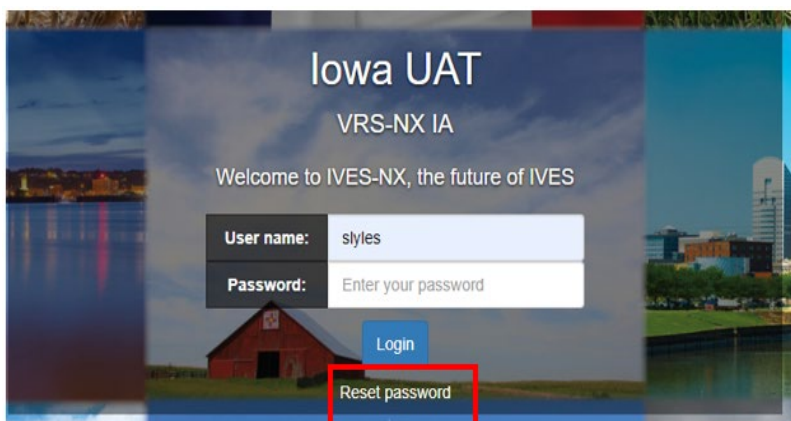 Iowa UAT
VRS-NX IA
Welcome to IVES-NX, the future of IVES
User name: slyles
Password: Enter your password
Login
Reset password